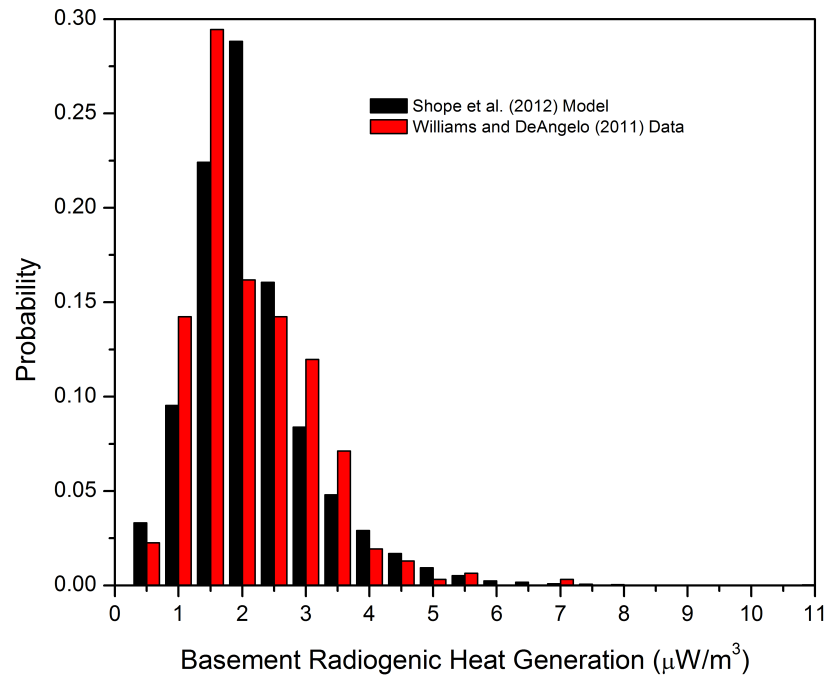 0.30
0.25
0.20
0.15
0.10
0.05
0.00
Probability
Shope et al. (2012) Model
Williams and DeAngelo (2011) Data
0 1 2 3 4 5 6 7 8 9 10 11
Basement Radiogenic Heat Generation (μW/m³)